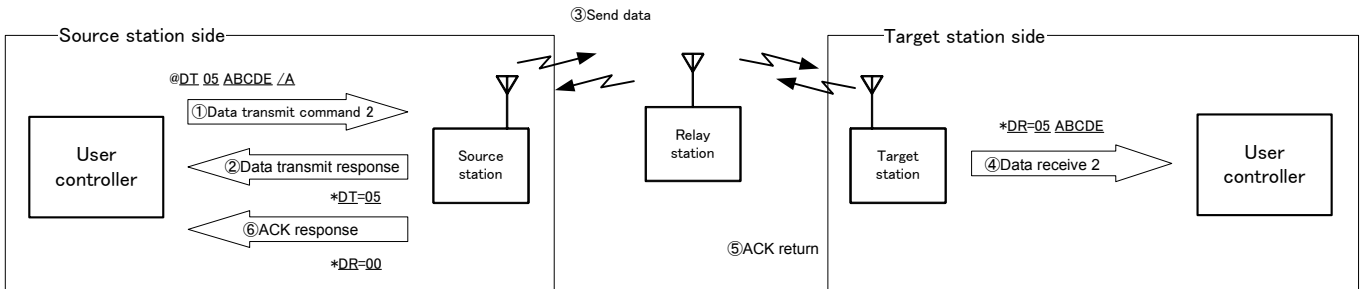 ③Send data
Source station side
Target station side
@DT 05 ABCDE /A
①Data transmit command 2
User
controller
②Data transmit response
*DT=05
⑥ACK response
*DR=00
Source
station
Relay
station
⑤ACK return
Target
station
*DR=05 ABCDE
④Data receive 2
User
controller